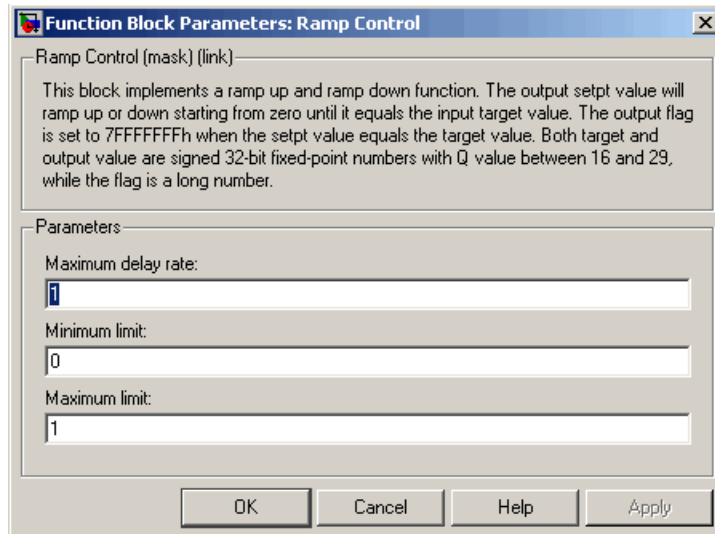 Function Block Parameters: Ramp Control
Ramp Control (mask) (link)
This block implements a ramp up and ramp down function. The output setpt value will
ramp up or down starting from zero until it equals the input target value. The output flag
is set to 7FFFFFFFh when the setpt value equals the target value. Both target and
output value are signed 32-bit fixed-point numbers with Q value between 16 and 29,
while the flag is a long number.
Parameters
Maximum delay rate:
1
Minimum limit:
0
Maximum limit:
1
OK Cancel Help Apply